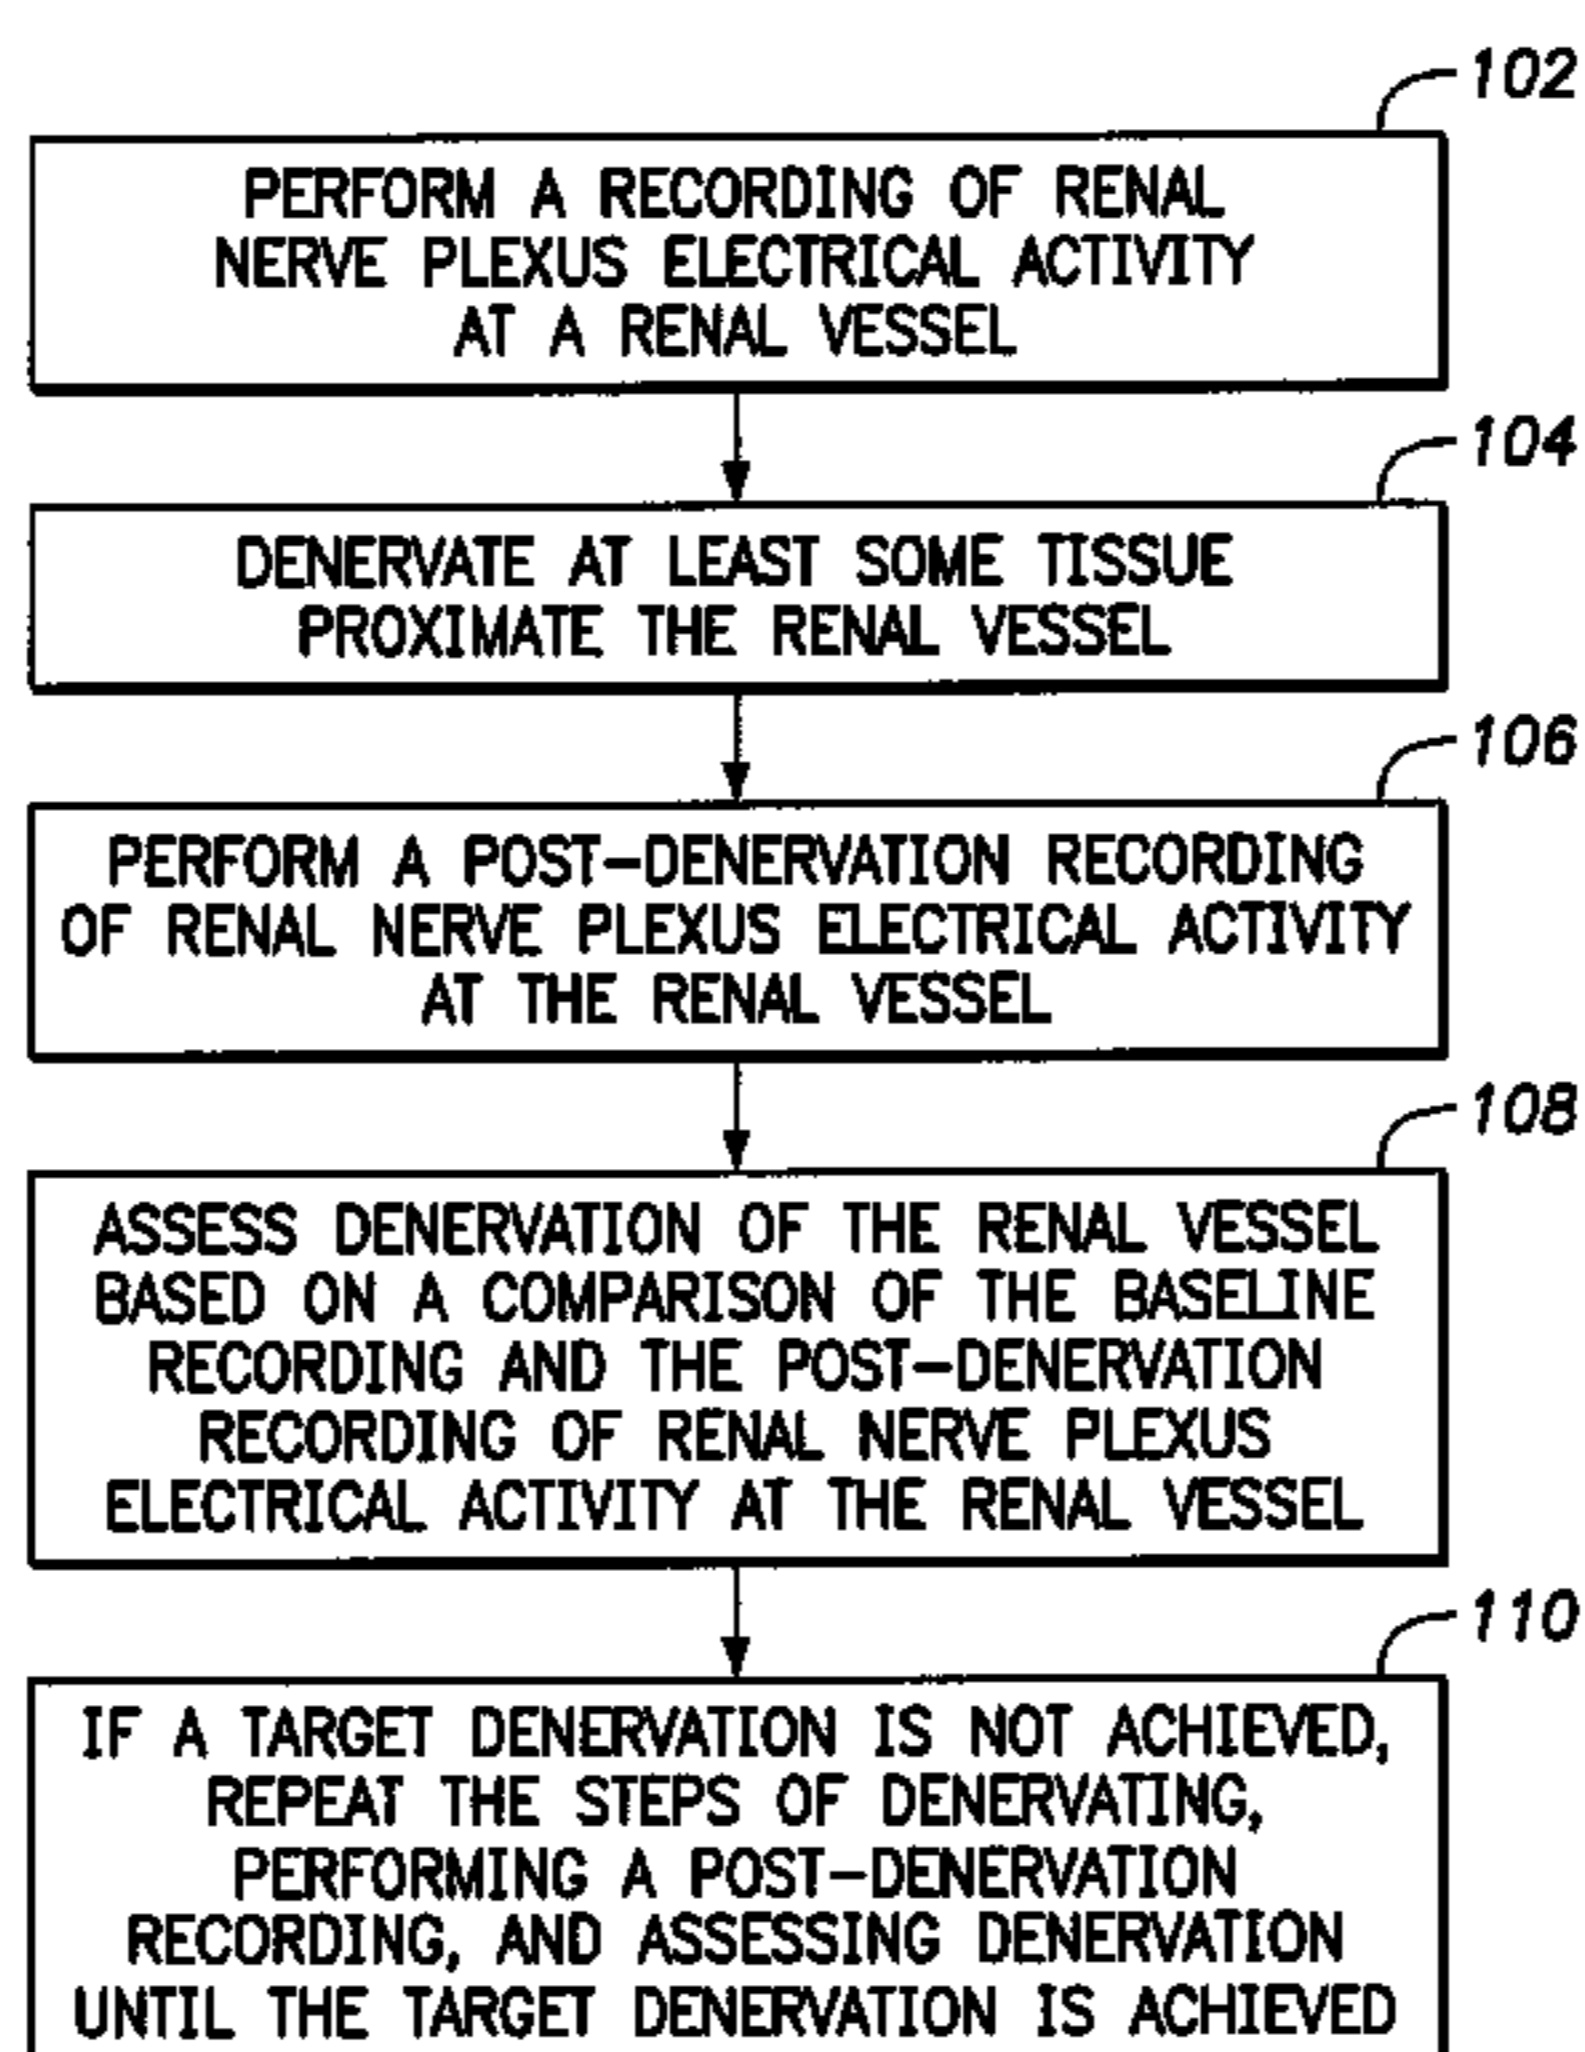 102
PERFORM A RECORDING OF RENAL
NERVE PLEXUS ELECTRICAL ACTIVITY
AT A RENAL VESSEL
104
DENERVATE AT LEAST SOME TISSUE
PROXIMATE THE RENAL VESSEL
106
PERFORM A POST-DENERVATION RECORDING
OF RENAL NERVE PLEXUS ELECTRICAL ACTIVITY
AT THE RENAL VESSEL
108
ASSESS DENERVATION OF THE RENAL VESSEL
BASED ON A COMPARISON OF THE BASELINE
RECORDING AND THE POST-DENERVATION
RECORDING OF RENAL NERVE PLEXUS
ELECTRICAL ACTIVITY AT THE RENAL VESSEL
110
IF A TARGET DENERVATION IS NOT ACHIEVED,
REPEAT THE STEPS OF DENERVATING,
PERFORMING A POST-DENERVATION
RECORDING, AND ASSESSING DENERVATION
UNTIL THE TARGET DENERVATION IS ACHIEVED